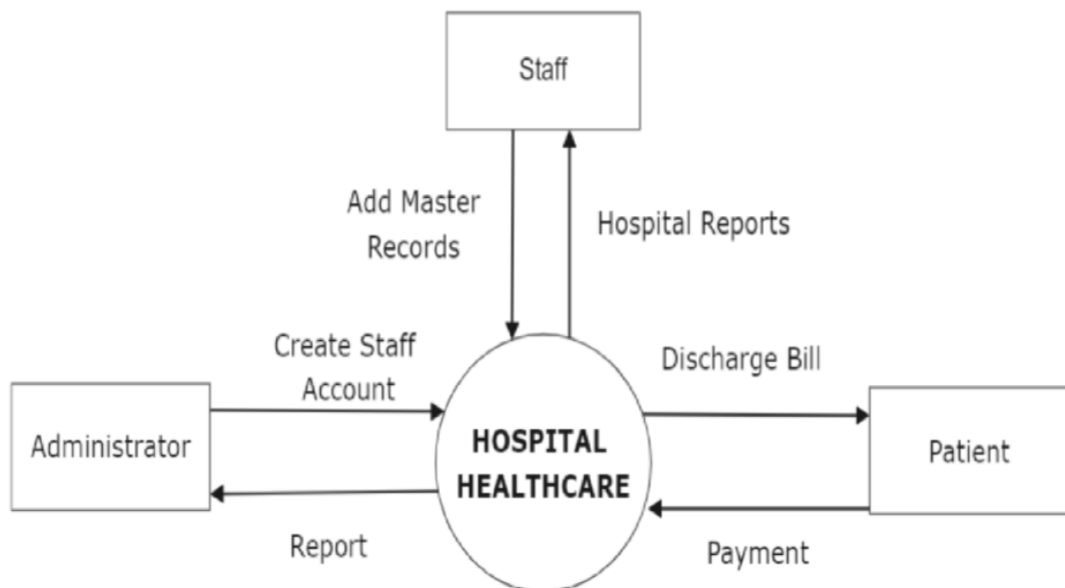 Staff
Add Master
Records
Hospital Reports
Create Staff
Account
Discharge Bill
Administrator
HOSPITAL
HEALTHCARE
Patient
Report
Payment